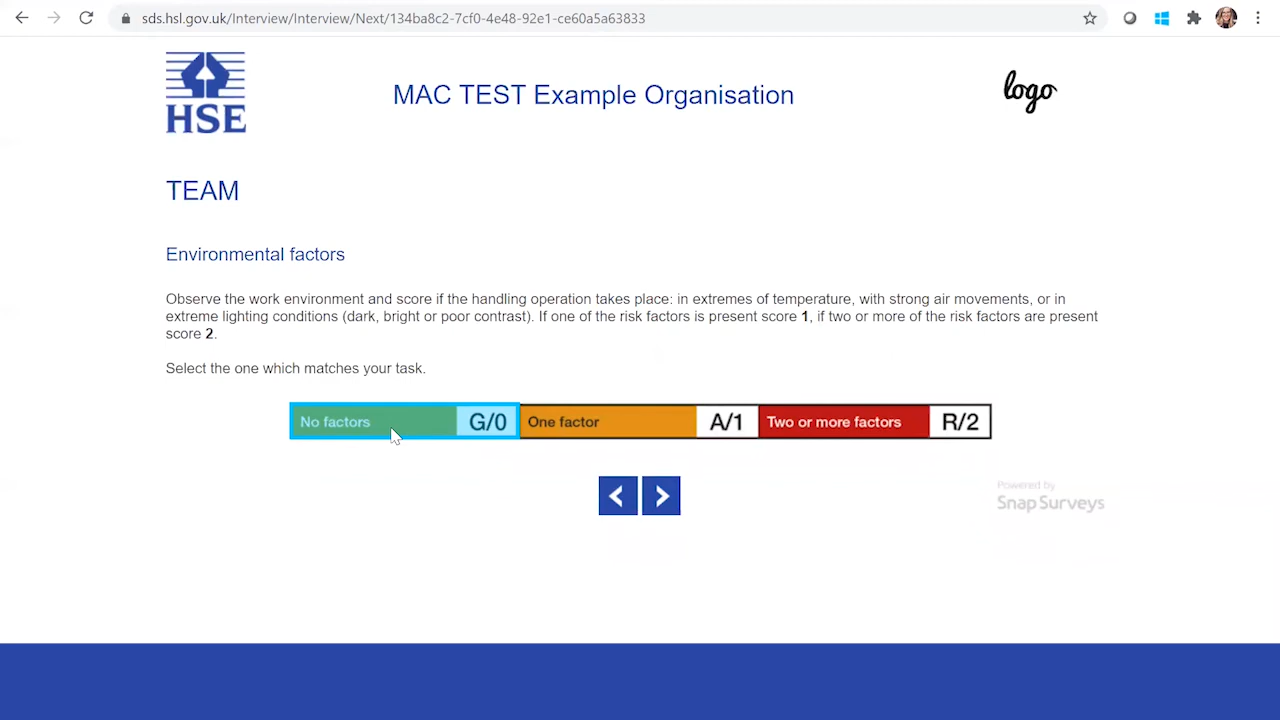 sds.hsl.gov.uk/Interview/Interview/Next/134ba8c2-7cf0-4e48-92e1-ce60a5a63833
HSE
MAC TEST Example Organisation
logo
TEAM
Environmental factors
Observe the work environment and score if the handling operation takes place: in extremes of temperature, with strong air movements, or in
extreme lighting conditions (dark, bright or poor contrast). If one of the risk factors is present score 1, if two or more of the risk factors are present
score 2.
Select the one which matches your task.
No factors G/0 One factor A/1 Two or more factors R/2
Powered by
SnapSurveys